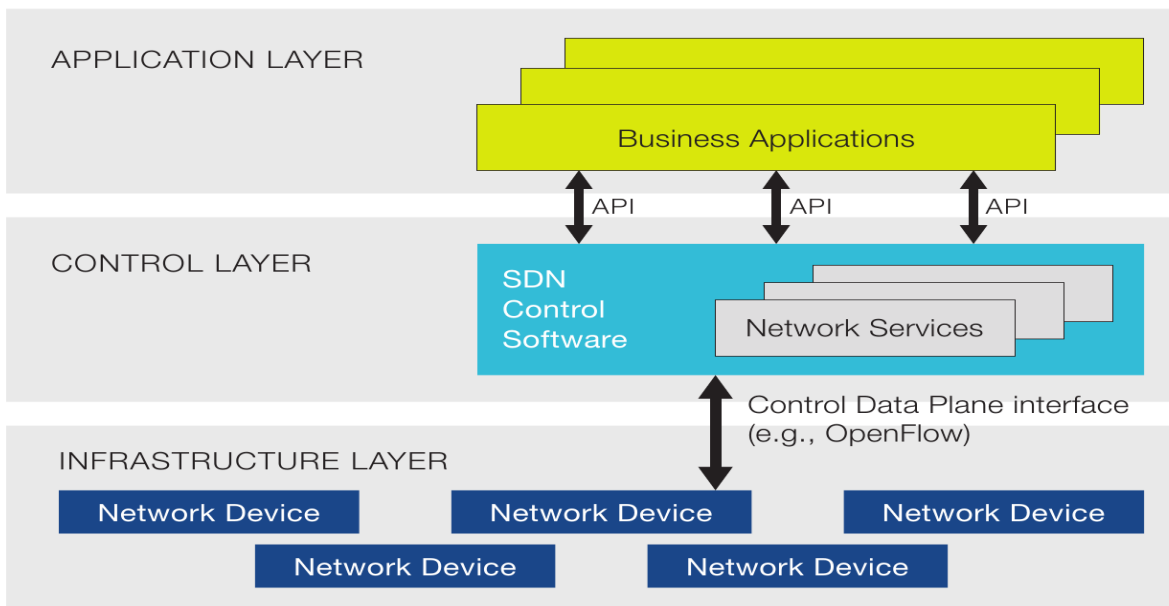 APPLICATION LAYER
Business Applications
API
API
API
CONTROL LAYER
SDN
Control
Software
Network Services
Control Data Plane interface
(e.g., OpenFlow)
INFRASTRUCTURE LAYER
Network Device
Network Device
Network Device
Network Device
Network Device